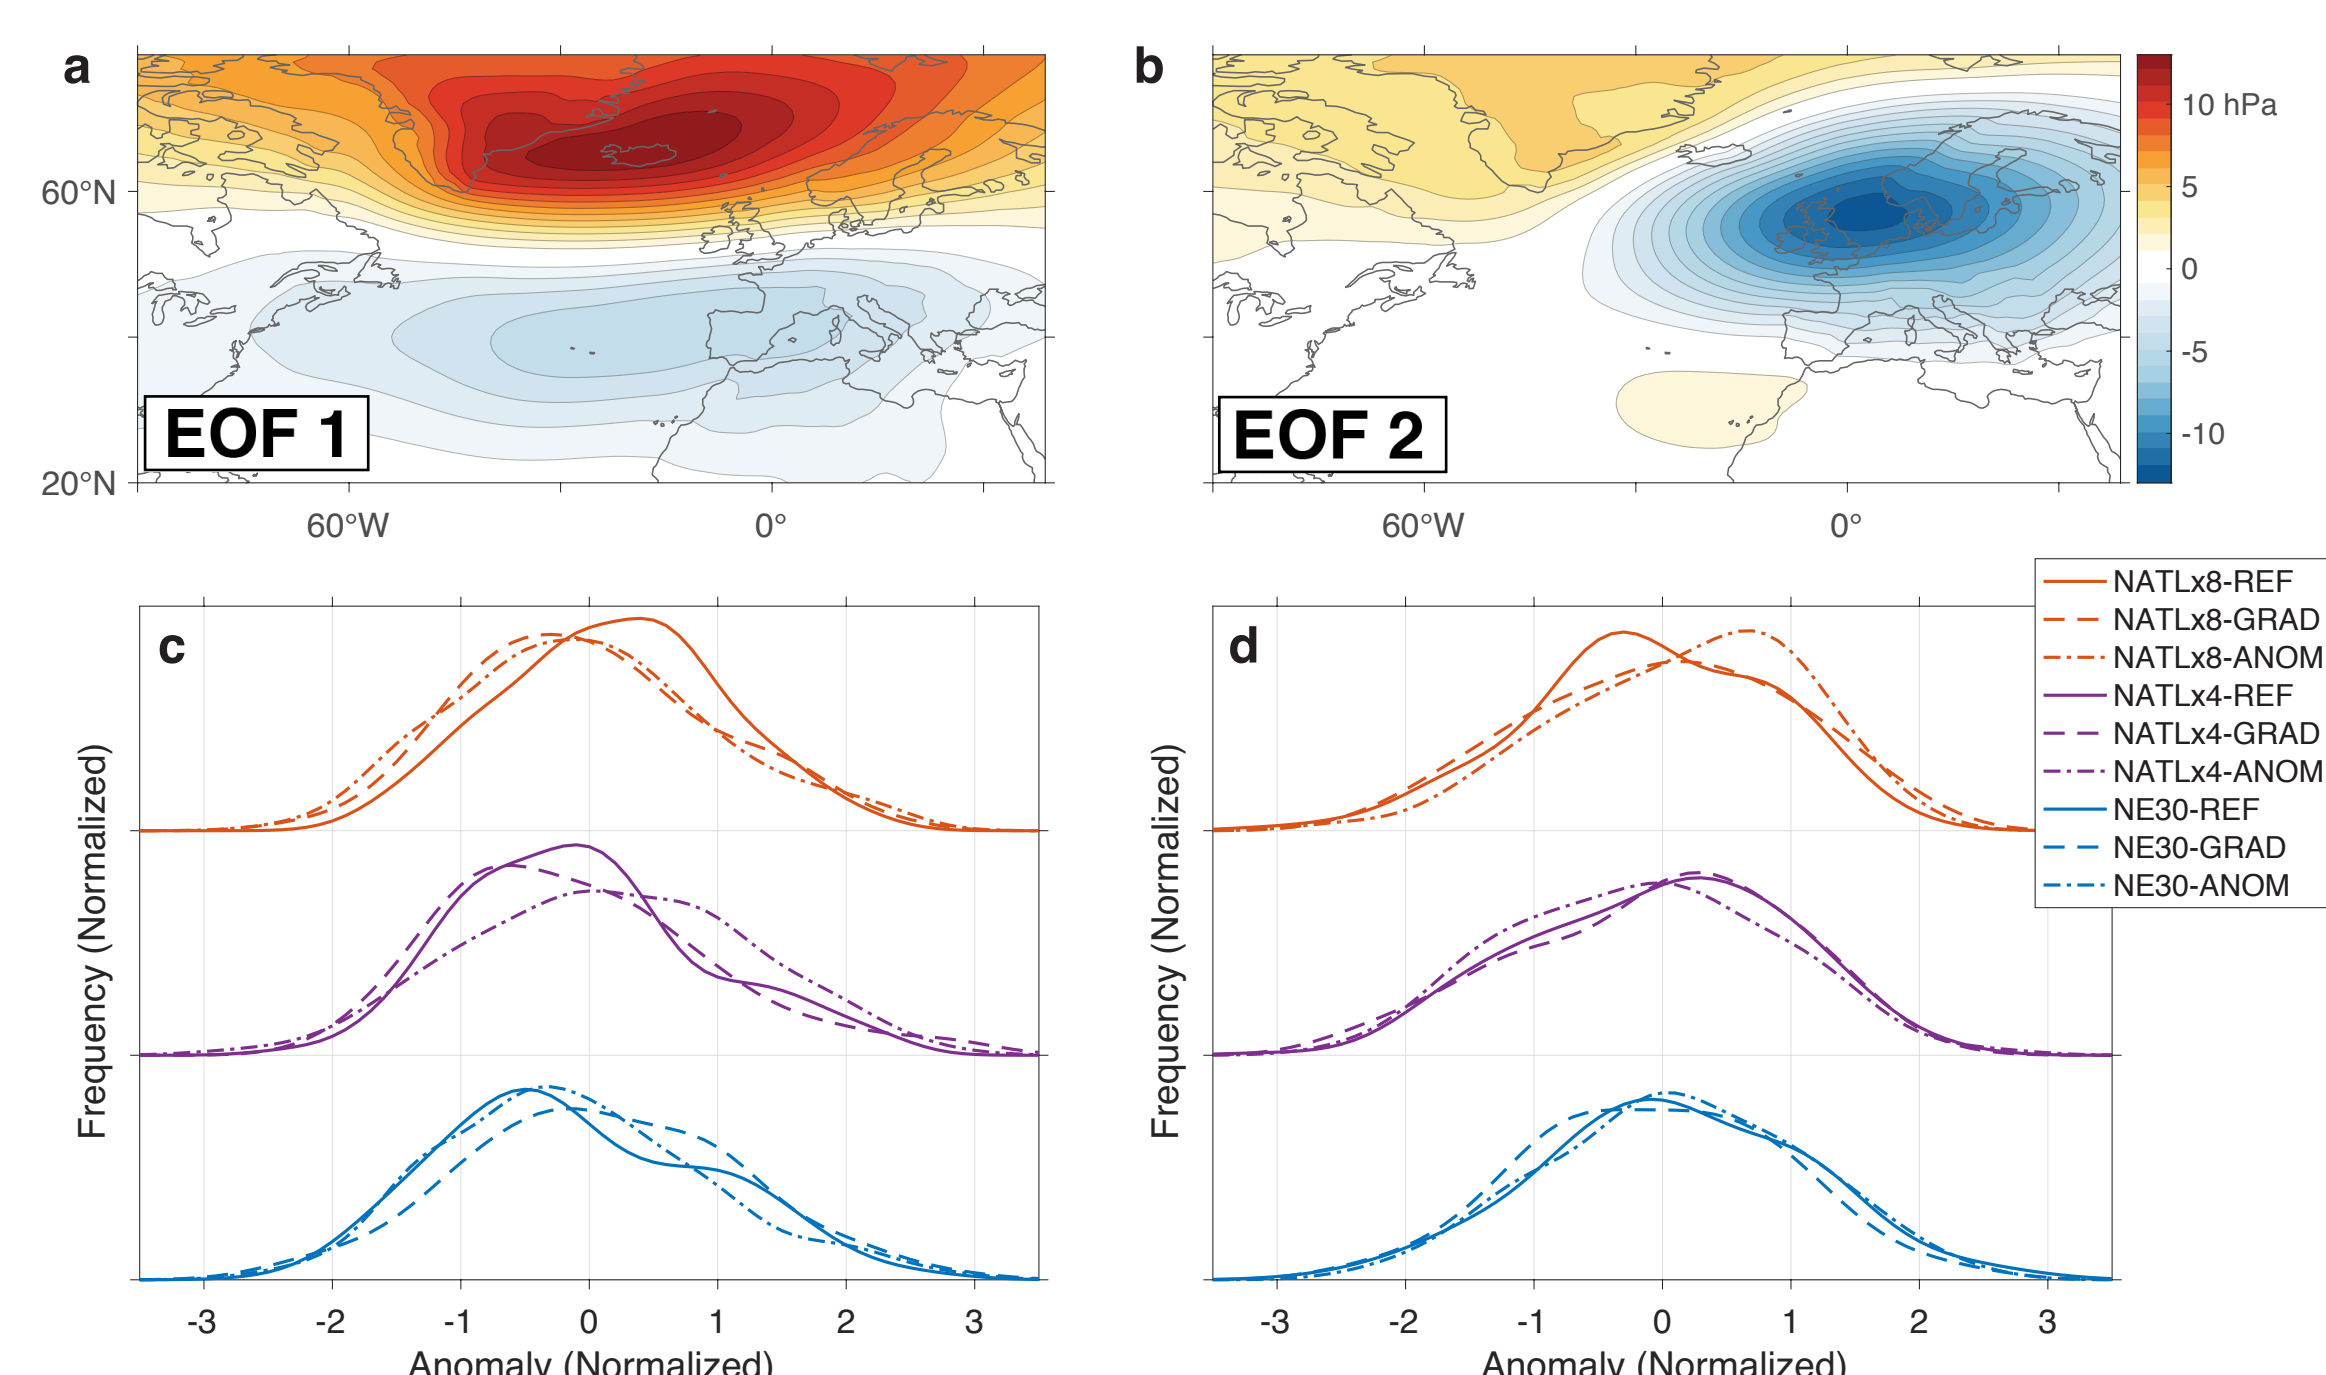 a
b
10 hPa
5
0
-5
-10
60°N
20°N
EOF 1
EOF 2
60°W
0°
60°W
0°
c
d
NATLx8-REF
NATLx8-GRAD
NATLx8-ANOM
NATLx4-REF
NATLx4-GRAD
NATLx4-ANOM
NE30-REF
NE30-GRAD
NE30-ANOM
Frequency (Normalized)
Frequency (Normalized)
-3 -2 -1 0 1 2 3
-3 -2 -1 0 1 2 3
Anomaly (Normalized)
Anomaly (Normalized)